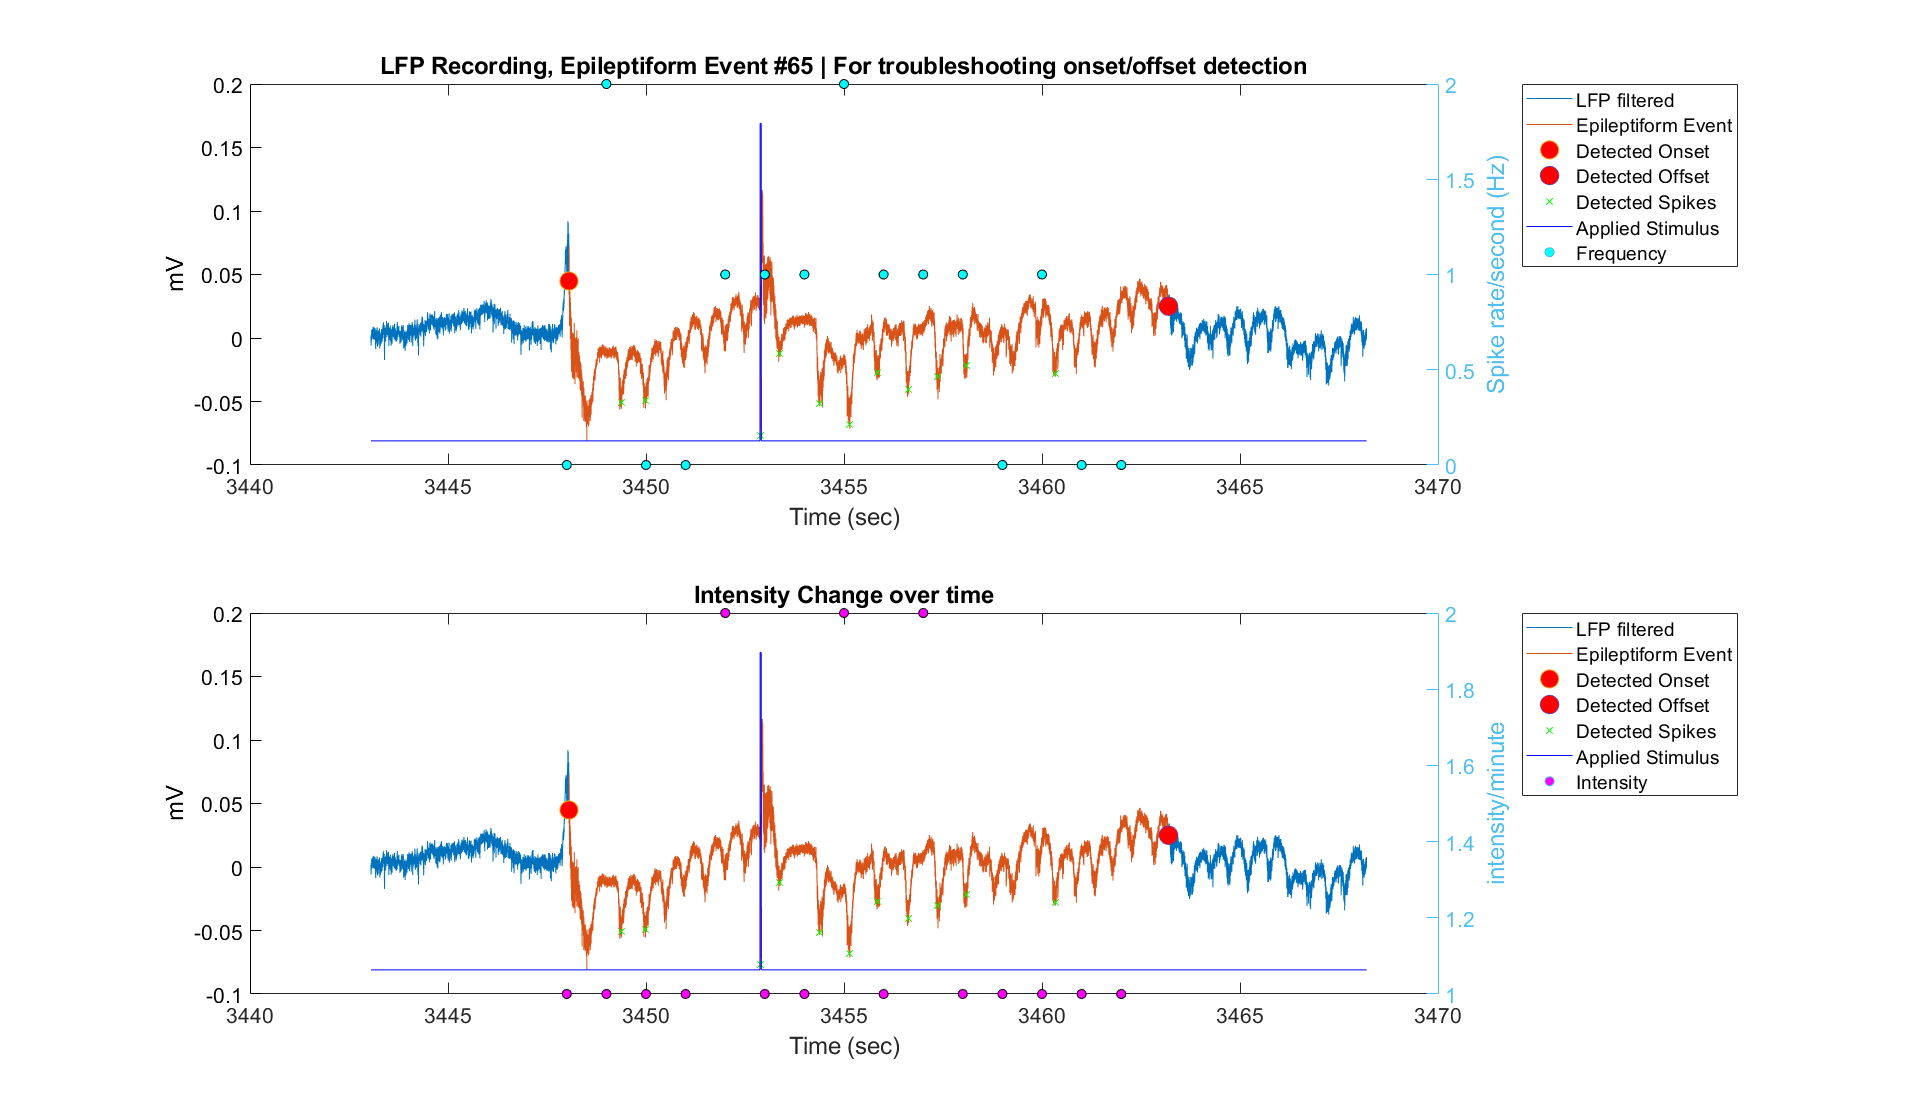 LFP Recording, Epileptiform Event #65 | For troubleshooting onset/offset detection
0.2
0.15
0.1
0.05
0
-0.05
-0.1
mV
3440
3445
3450
3455
3460
3465
3470
Time (sec)
2
1.5
1
0.5
0
Spike rate/second (Hz)
LFP filtered
Epileptiform Event
Detected Onset
Detected Offset
Detected Spikes
Applied Stimulus
Frequency
Intensity Change over time
0.2
0.15
0.1
0.05
0
-0.05
-0.1
mV
3440
3445
3450
3455
3460
3465
3470
Time (sec)
2
1.8
1.6
1.4
1.2
1
intensity/minute
LFP filtered
Epileptiform Event
Detected Onset
Detected Offset
Detected Spikes
Applied Stimulus
Intensity